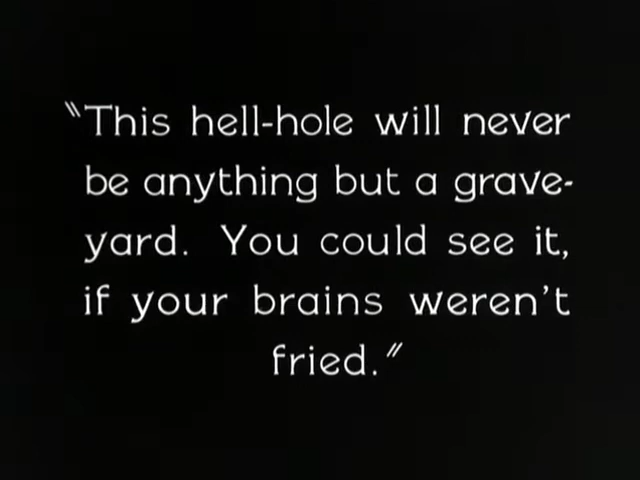 "This hell-hole will never
be anything but a grave-
yard. You could see it,
if your brains weren't
fried."